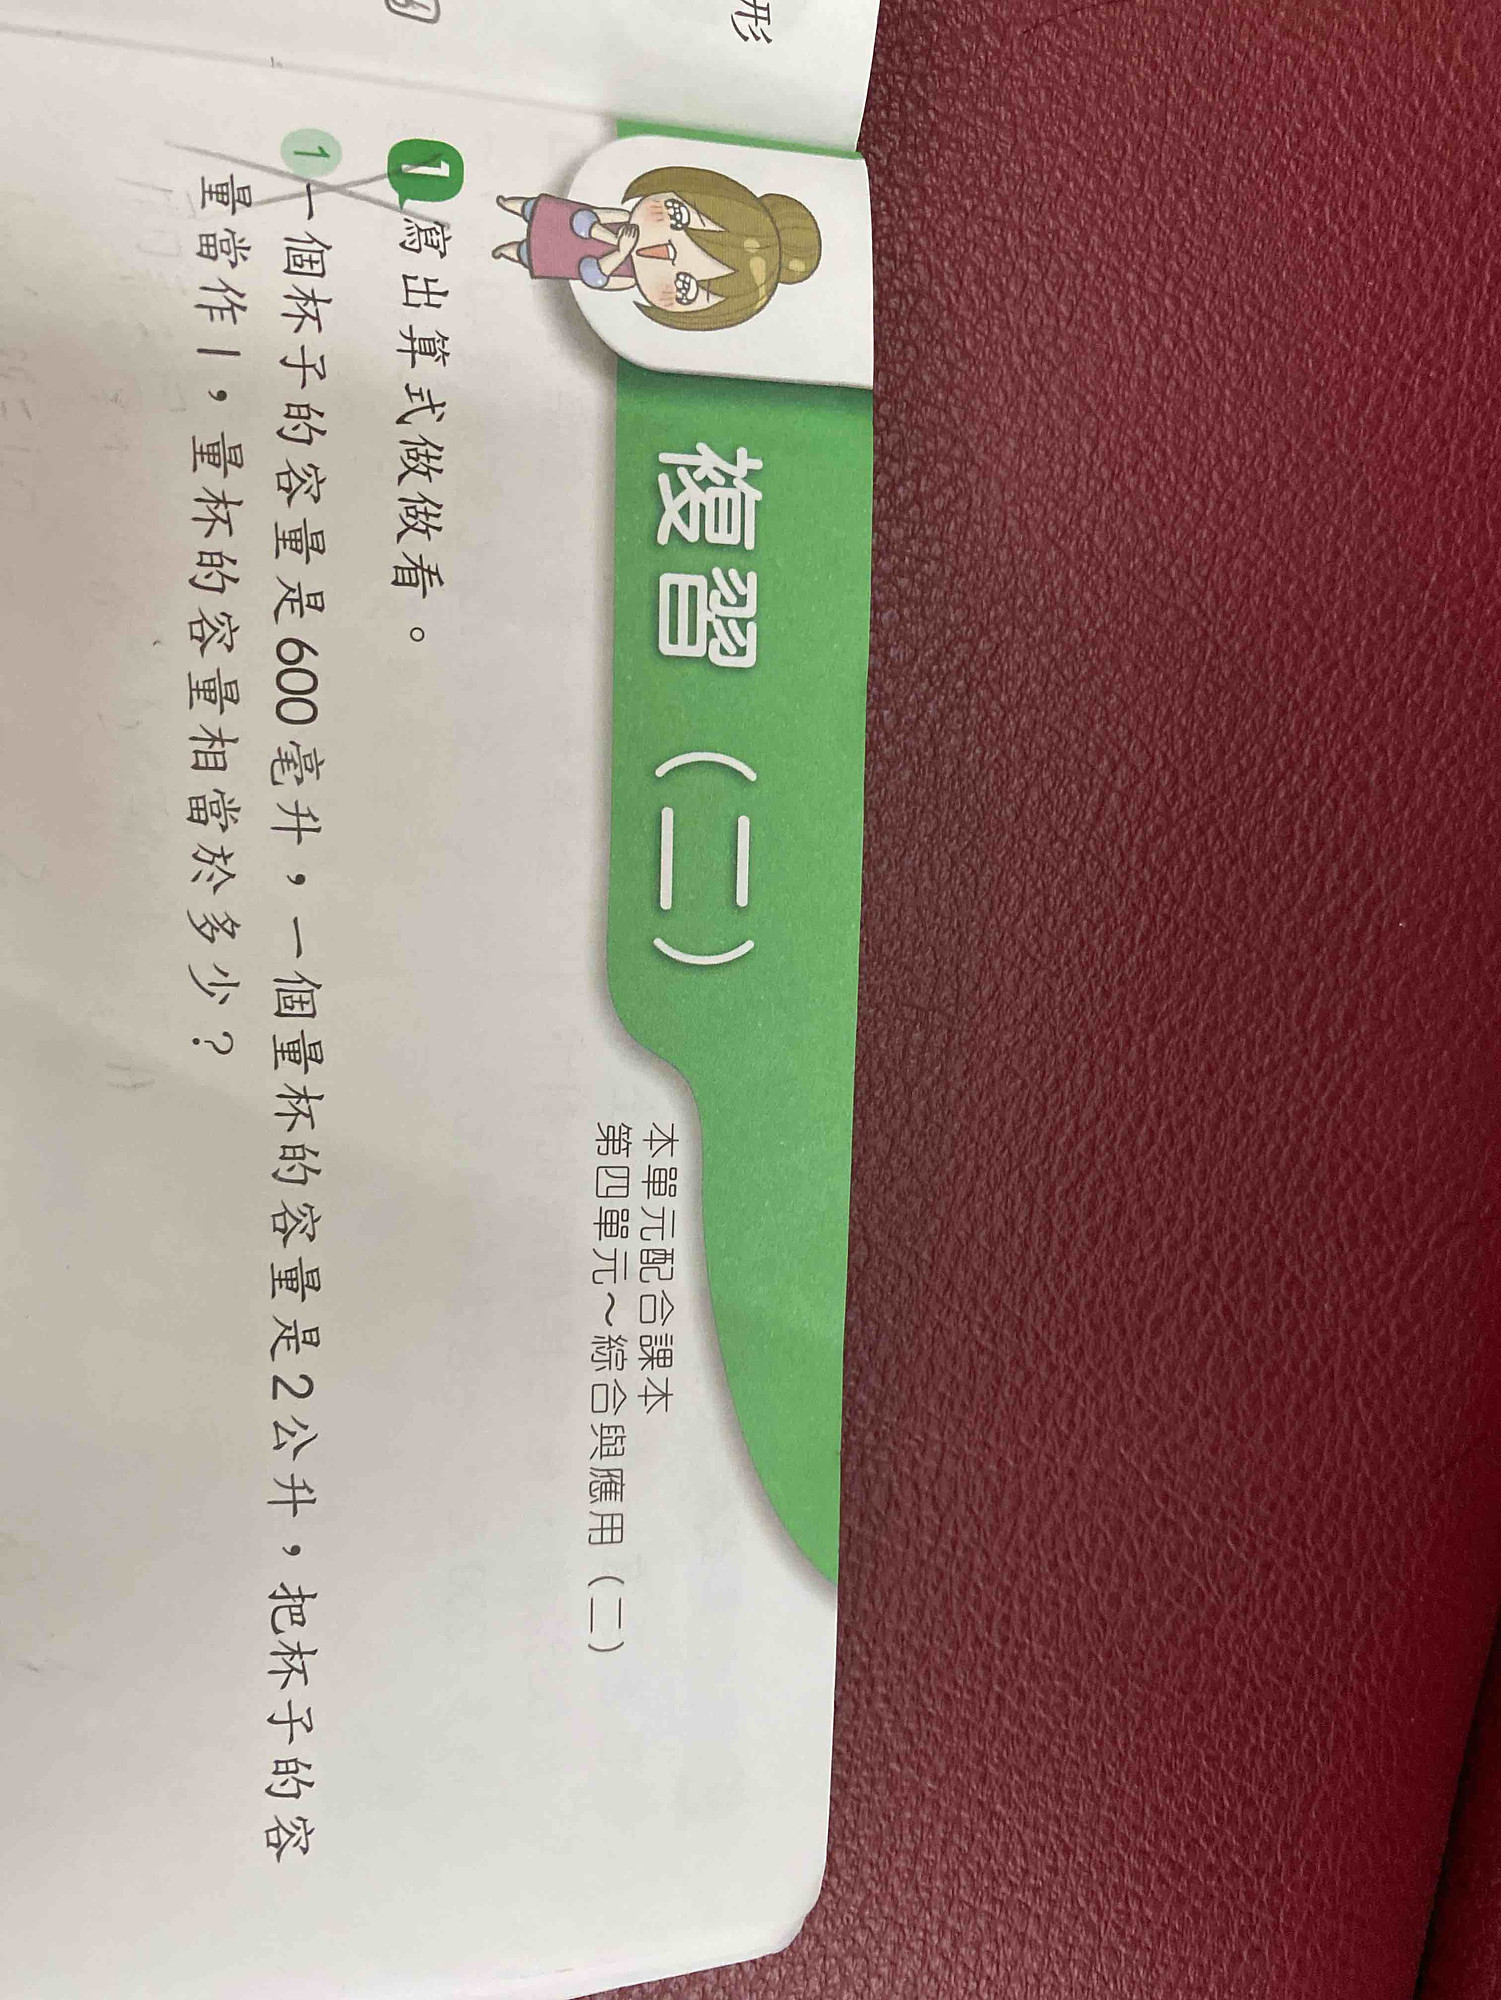 形
複習（二）
本單元配合課本
第四單元～綜合與應用（二）
1 寫出算式做做看。
1 一個杯子的容量是600毫升，一個量杯的容量是2公升，把杯子的容
量當作1，量杯的容量相當於多少？